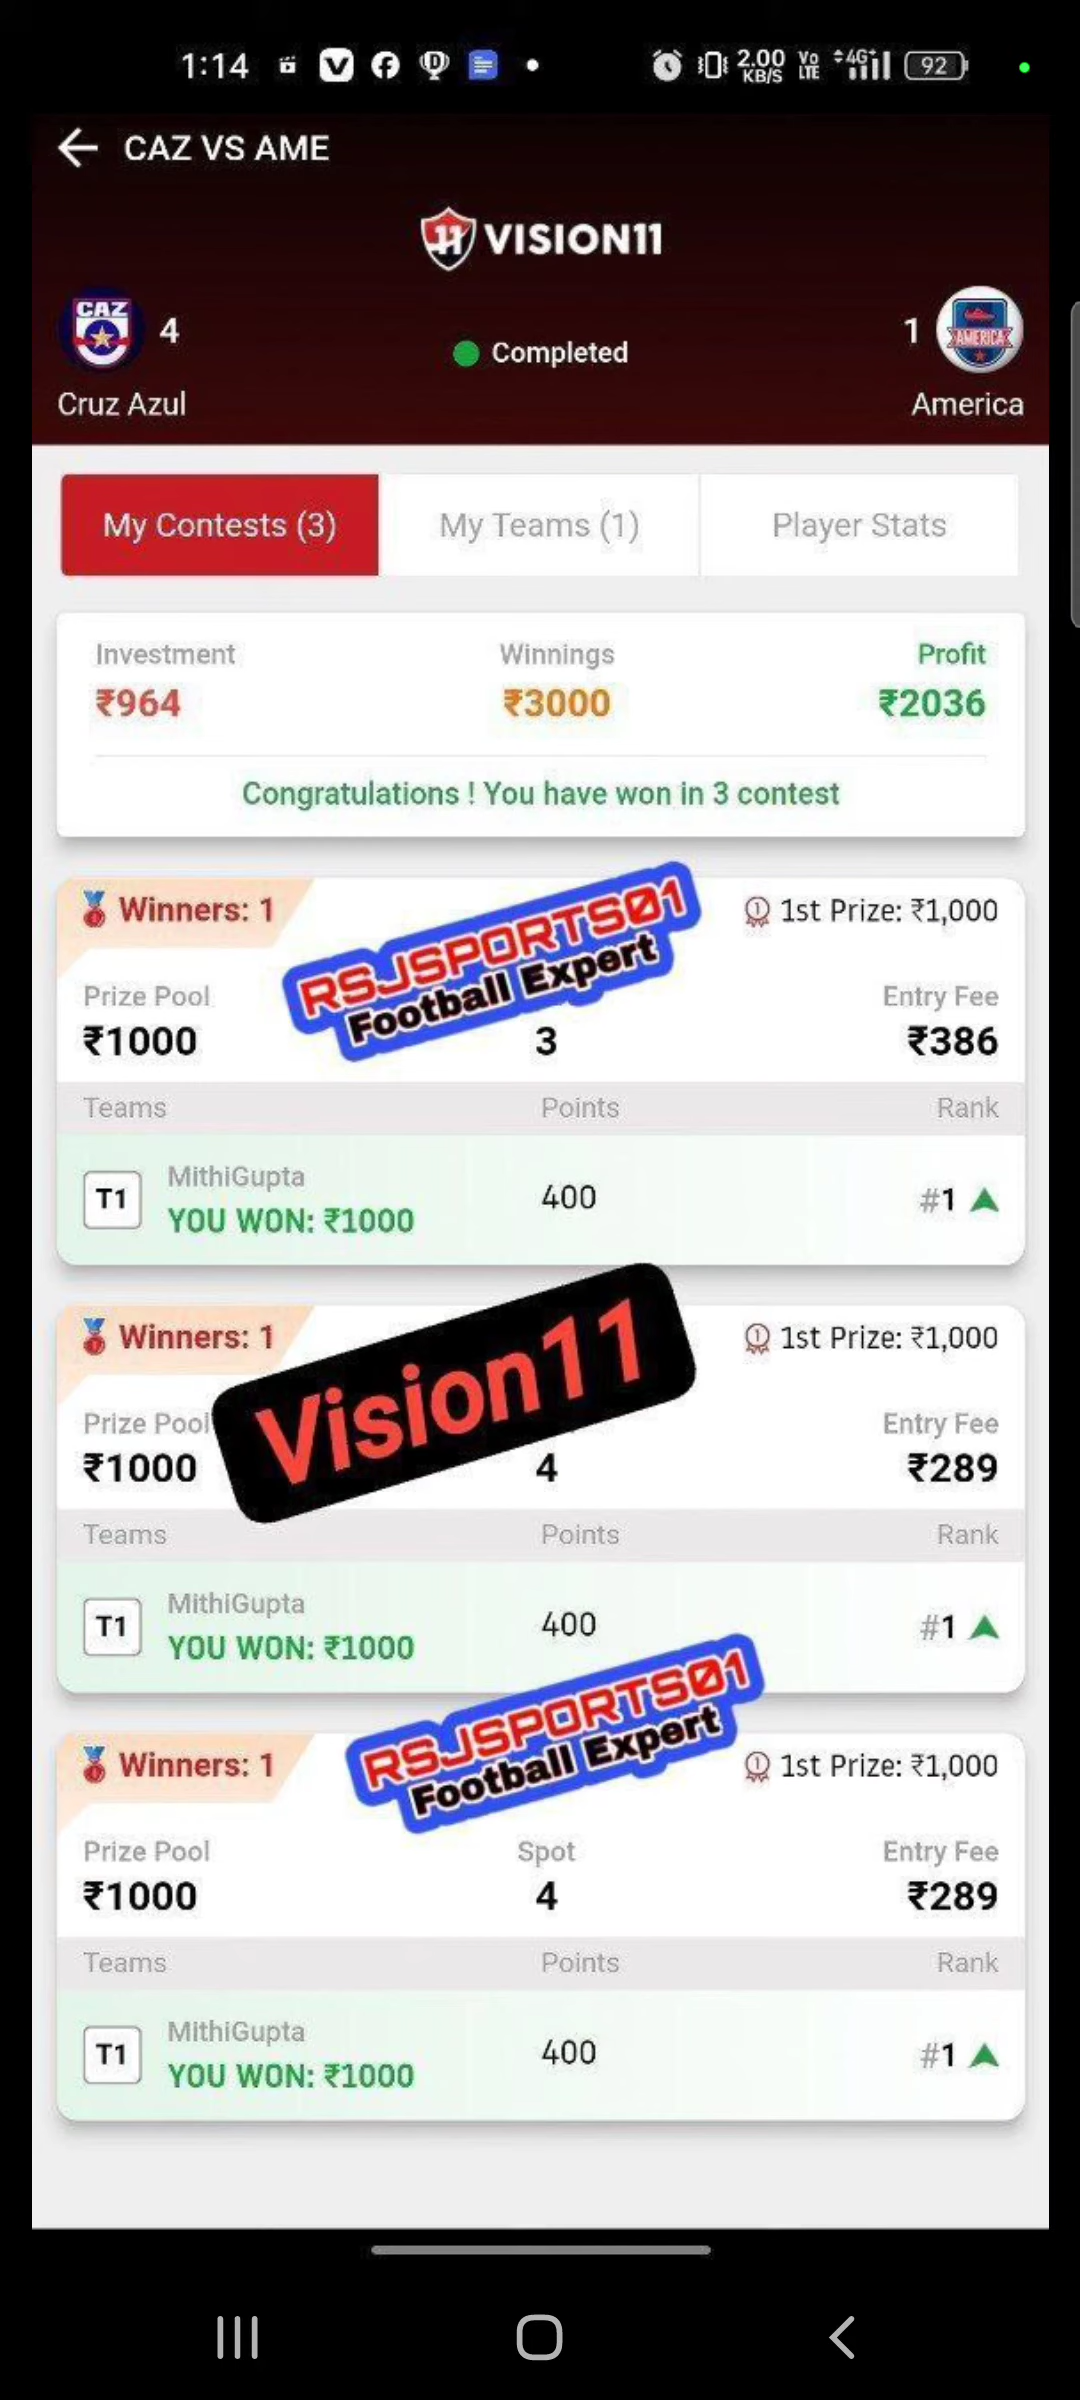 1:14 2.00 KB/S Vo LTE 4G+ 92
CAZ VS AME
11 VISION11
CAZ 4 1 AMERICA
Completed
Cruz Azul America
My Contests (3) My Teams (1) Player Stats
Investment Winnings Profit
₹964 ₹3000 ₹2036
Congratulations ! You have won in 3 contest
Winners: 1 1st Prize: ₹1,000
RSJSPORTS01
Football Expert
Prize Pool Entry Fee
₹1000 3 ₹386
Teams Points Rank
T1 MithiGupta 400 #1
YOU WON: ₹1000
Winners: 1 1st Prize: ₹1,000
Vision11
Prize Pool Entry Fee
₹1000 4 ₹289
Teams Points Rank
T1 MithiGupta 400 #1
YOU WON: ₹1000
RSJSPORTS01
Football Expert
Winners: 1 1st Prize: ₹1,000
Prize Pool Spot Entry Fee
₹1000 4 ₹289
Teams Points Rank
T1 MithiGupta 400 #1
YOU WON: ₹1000